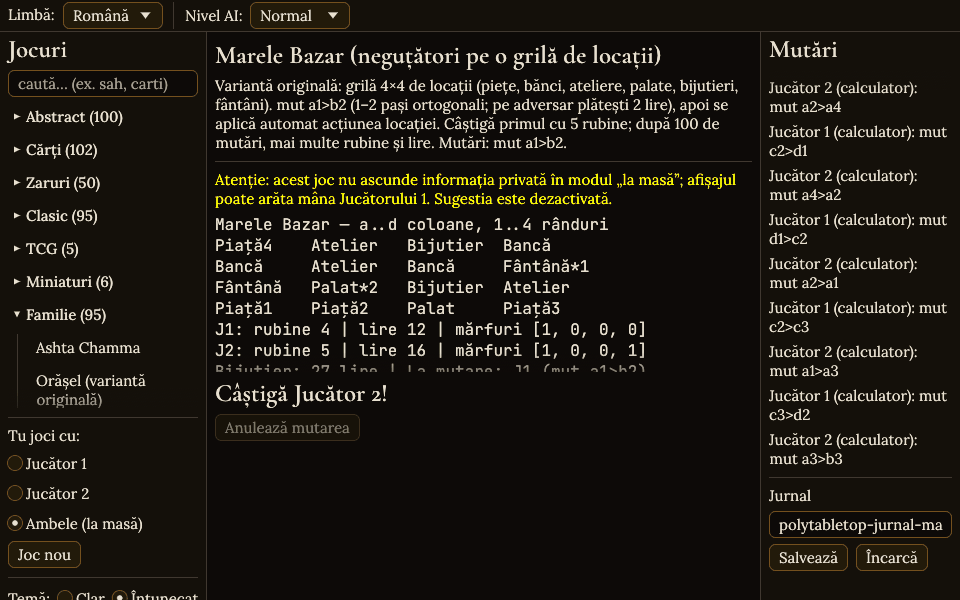 Limbă:
Română ▼
Nivel AI:
Normal ▼
Jocuri
caută... (ex. sah, carti)
▸ Abstract (100)
▸ Cărți (102)
▸ Zaruri (50)
▸ Clasic (95)
▸ TCG (5)
▸ Miniaturi (6)
▾ Familie (95)
Ashta Chamma
Orășel (variantă
originală)
Tu joci cu:
Jucător 1
Jucător 2
Ambele (la masă)
Joc nou
Temă: Clar Întunecat
Marele Bazar (neguțători pe o grilă de locații)
Variantă originală: grilă 4×4 de locații (piețe, bănci, ateliere, palate, bijutieri,
fântâni). mut a1>b2 (1–2 pași ortogonali; pe adversar plătești 2 lire), apoi se
aplică automat acțiunea locației. Câștigă primul cu 5 rubine; după 100 de
mutări, mai multe rubine și lire. Mutări: mut a1>b2.
Atenție: acest joc nu ascunde informația privată în modul „la masă”; afișajul
poate arăta mâna Jucătorului 1. Sugestia este dezactivată.
Marele Bazar — a..d coloane, 1..4 rânduri
Piață4 Atelier Bijutier Bancă
Bancă Atelier Bancă Fântână*1
Fântână Palat*2 Bijutier Atelier
Piață1 Piață2 Palat Piață3
J1: rubine 4 | lire 12 | mărfuri [1, 0, 0, 0]
J2: rubine 5 | lire 16 | mărfuri [1, 0, 0, 1]
Bijutier: 27 lire | La mutare: J1 (mut a1>b2)
Câștigă Jucător 2!
Anulează mutarea
Mutări
Jucător 2 (calculator):
mut a2>a4
Jucător 1 (calculator): mut
c2>d1
Jucător 2 (calculator):
mut a4>a2
Jucător 1 (calculator): mut
d1>c2
Jucător 2 (calculator):
mut a2>a1
Jucător 1 (calculator): mut
c2>c3
Jucător 2 (calculator):
mut a1>a3
Jucător 1 (calculator): mut
c3>d2
Jucător 2 (calculator):
mut a3>b3
Jurnal
polytabletop-jurnal-ma
Salvează
Încarcă